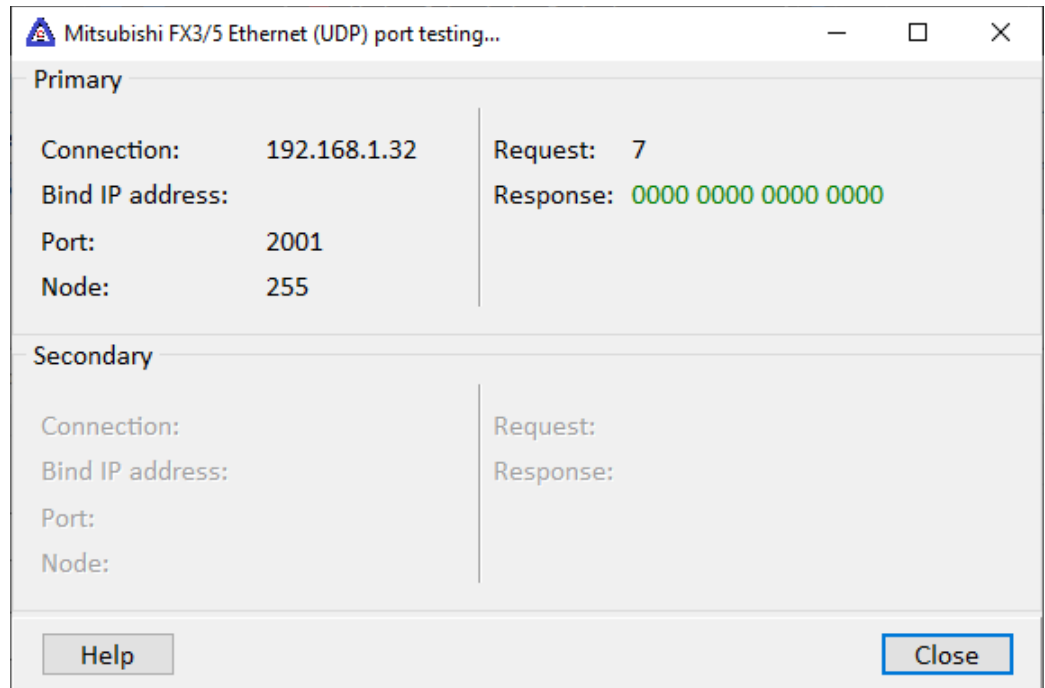 Mitsubishi FX3/5 Ethernet (UDP) port testing...
Primary
Connection: 192.168.1.32
Bind IP address:
Port: 2001
Node: 255
Request: 7
Response: 0000 0000 0000 0000
Secondary
Connection:
Bind IP address:
Port:
Node:
Request:
Response:
Help
Close